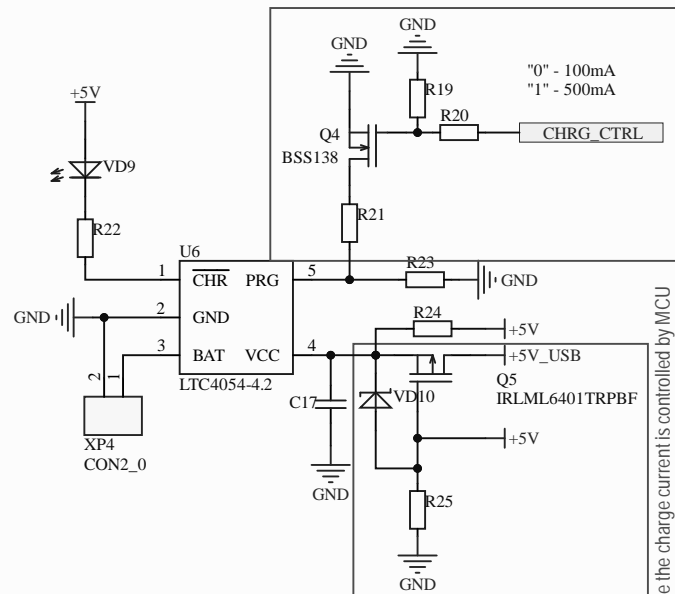 GND
GND
"0" - 100mA
"1" - 500mA
R19
R20
CHRG_CTRL
Q4
BSS138
+5V
VD9
R21
R22
U6
1
CHR
PRG
5
R23
GND
GND
2
GND
R24
+5V
3
BAT
VCC
4
+5V_USB
LTC4054-4.2
2
1
C17
VD10
Q5
IRLML6401TRPBF
XP4
CON2_0
+5V
GND
R25
GND
e the charge current is controlled by MCU